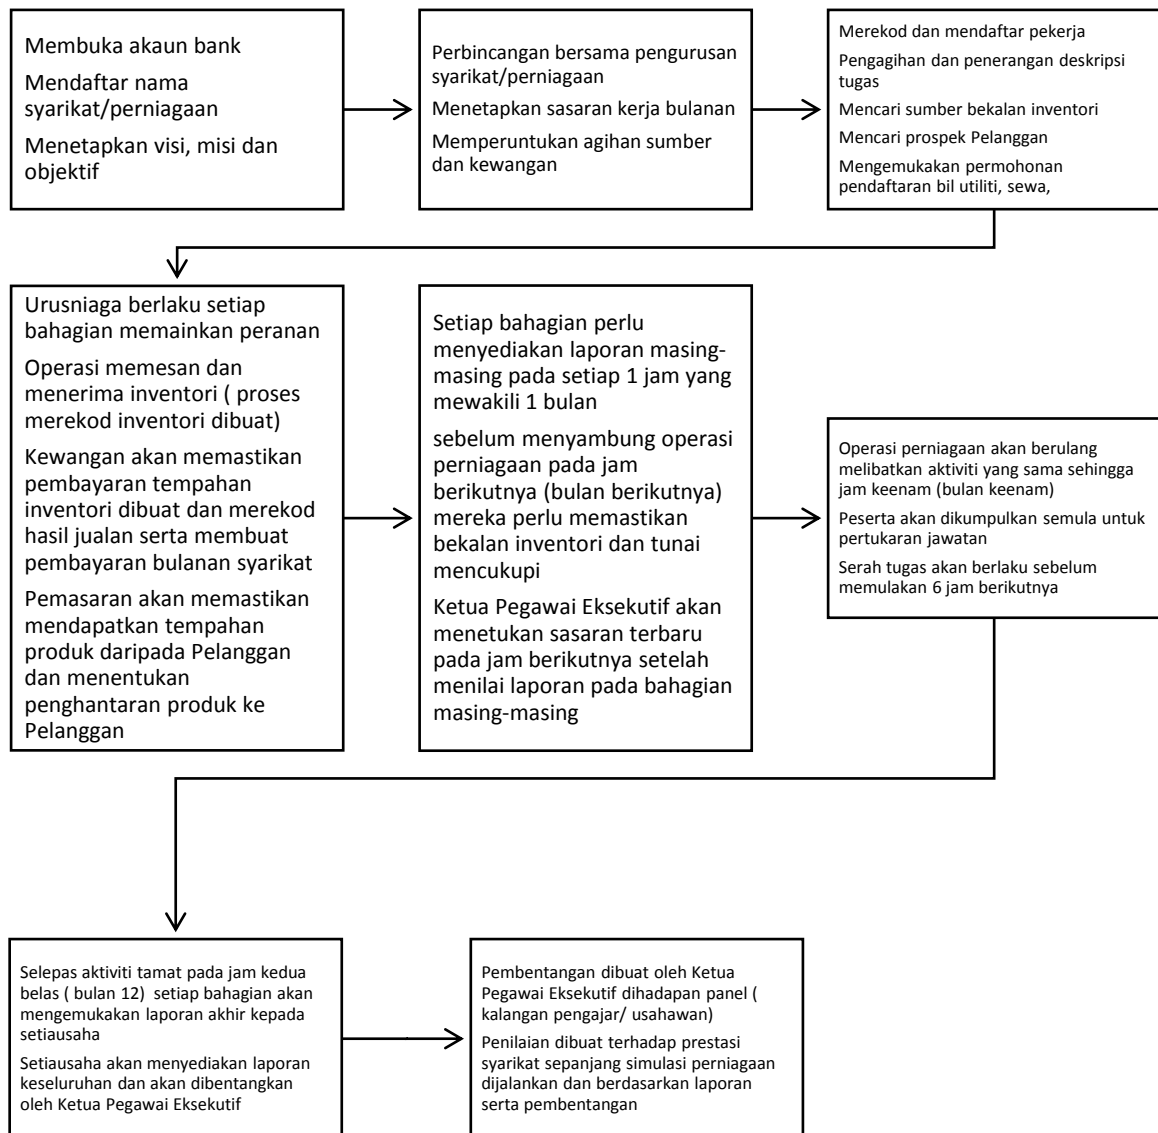 Membuka akaun bank
Mendaftar nama
syarikat/perniagaan
Menetapkan visi, misi dan
objektif
Perbincangan bersama pengurusan
syarikat/perniagaan
Menetapkan sasaran kerja bulanan
Memperuntukan agihan sumber
dan kewangan
Merekod dan mendaftar pekerja
Pengagihan dan penerangan deskripsi
tugas
Mencari sumber bekalan inventori
Mencari prospek Pelanggan
Mengemukakan permohonan
pendaftaran bil utiliti, sewa,
Urusniaga berlaku setiap
bahagian memainkan peranan
Operasi memesan dan
menerima inventori ( proses
merekod inventori dibuat)
Kewangan akan memastikan
pembayaran tempahan
inventori dibuat dan merekod
hasil jualan serta membuat
pembayaran bulanan syarikat
Pemasaran akan memastikan
mendapatkan tempahan
produk daripada Pelanggan
dan menentukan
penghantaran produk ke
Pelanggan
Setiap bahagian perlu
menyediakan laporan masing-
masing pada setiap 1 jam yang
mewakili 1 bulan
sebelum menyambung operasi
perniagaan pada jam
berikutnya (bulan berikutnya)
mereka perlu memastikan
bekalan inventori dan tunai
mencukupi
Ketua Pegawai Eksekutif akan
menetukan sasaran terbaru
pada jam berikutnya setelah
menilai laporan pada bahagian
masing-masing
Operasi perniagaan akan berulang
melibatkan aktiviti yang sama sehingga
jam keenam (bulan keenam)
Peserta akan dikumpulkan semula untuk
pertukaran jawatan
Serah tugas akan berlaku sebelum
memulakan 6 jam berikutnya
Selepas aktiviti tamat pada jam kedua
belas ( bulan 12) setiap bahagian akan
mengemukakan laporan akhir kepada
setiausaha
Setiausaha akan menyediakan laporan
keseluruhan dan akan dibentangkan
oleh Ketua Pegawai Eksekutif
Pembentangan dibuat oleh Ketua
Pegawai Eksekutif dihadapan panel (
kalangan pengajar/ usahawan)
Penilaian dibuat terhadap prestasi
syarikat sepanjang simulasi perniagaan
dijalankan dan berdasarkan laporan
serta pembentangan